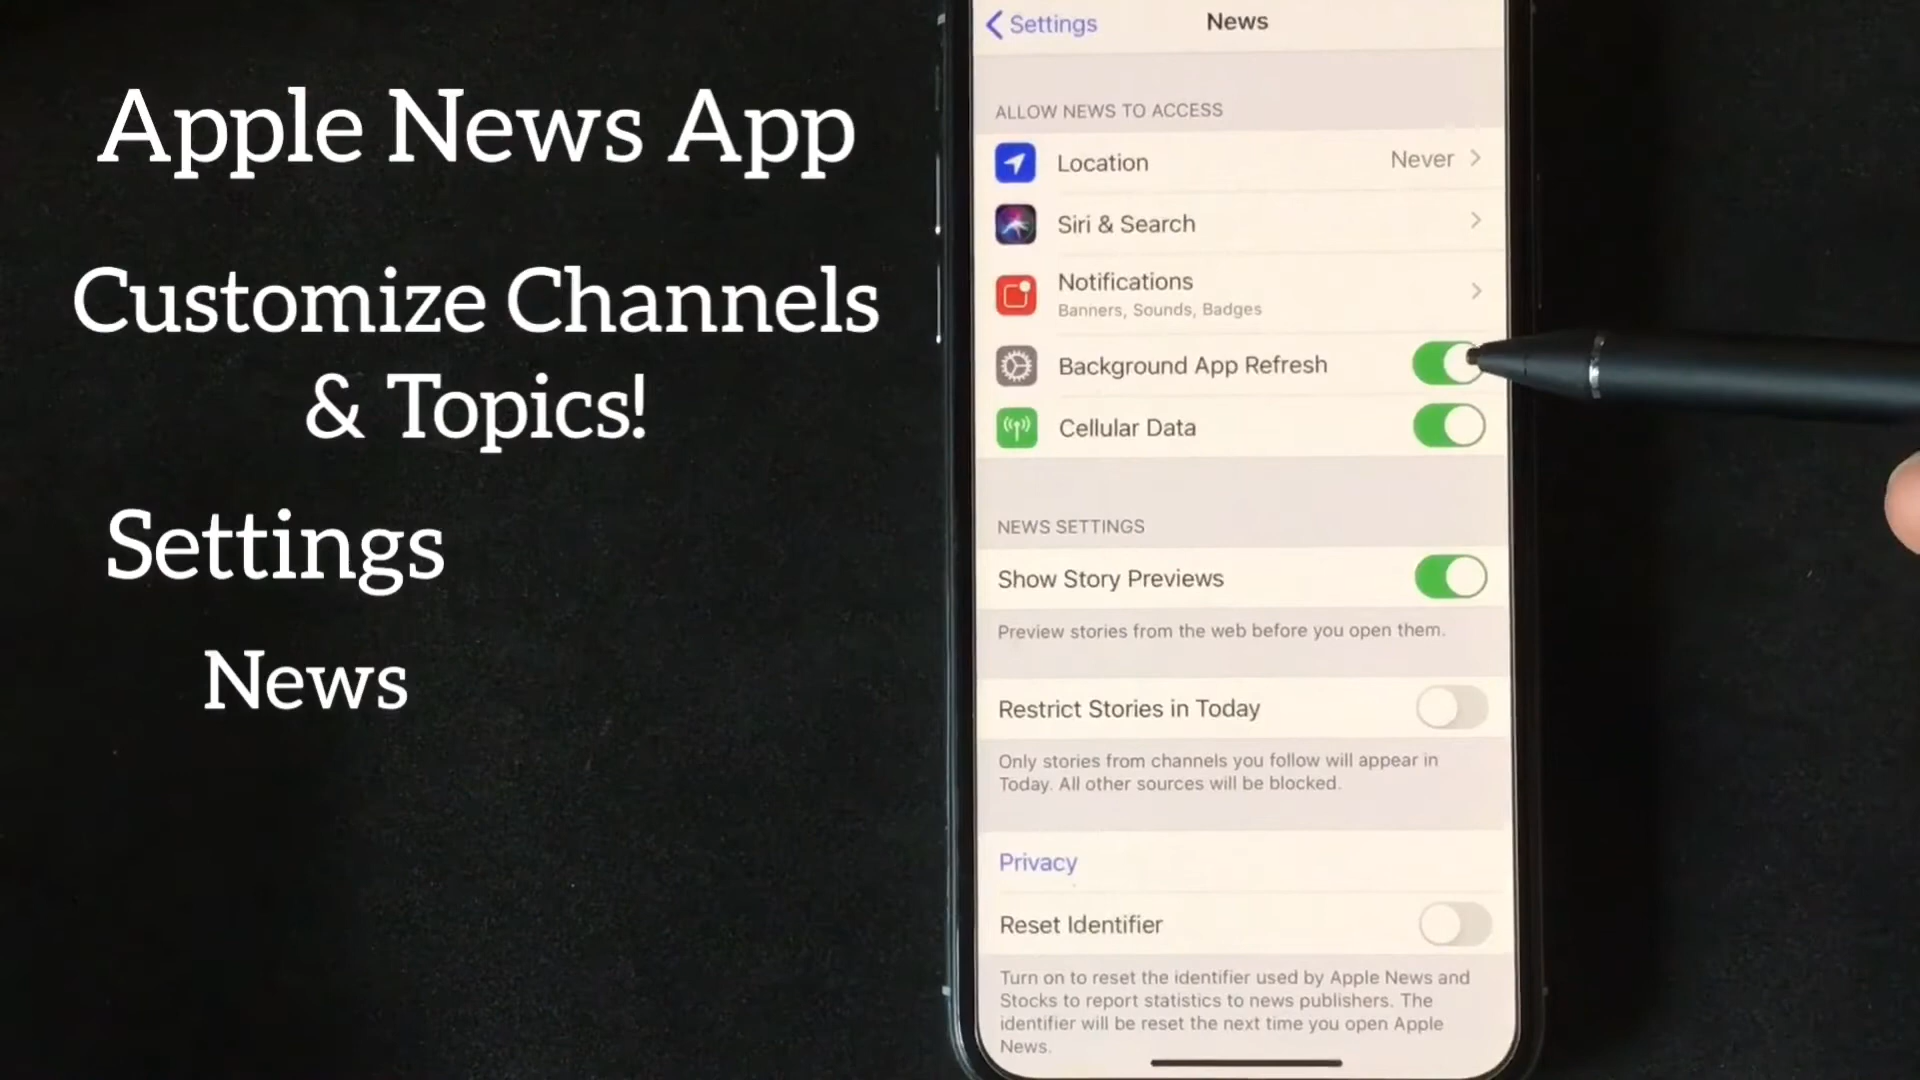 Apple News App
Customize Channels
& Topics!
Settings
News
Settings
News
ALLOW NEWS TO ACCESS
Location
Never
Siri & Search
Notifications
Banners, Sounds, Badges
Background App Refresh
Cellular Data
NEWS SETTINGS
Show Story Previews
Preview stories from the web before you open them.
Restrict Stories in Today
Only stories from channels you follow will appear in
Today. All other sources will be blocked.
Privacy
Reset Identifier
Turn on to reset the identifier used by Apple News and
Stocks to report statistics to news publishers. The
identifier will be reset the next time you open Apple
News.